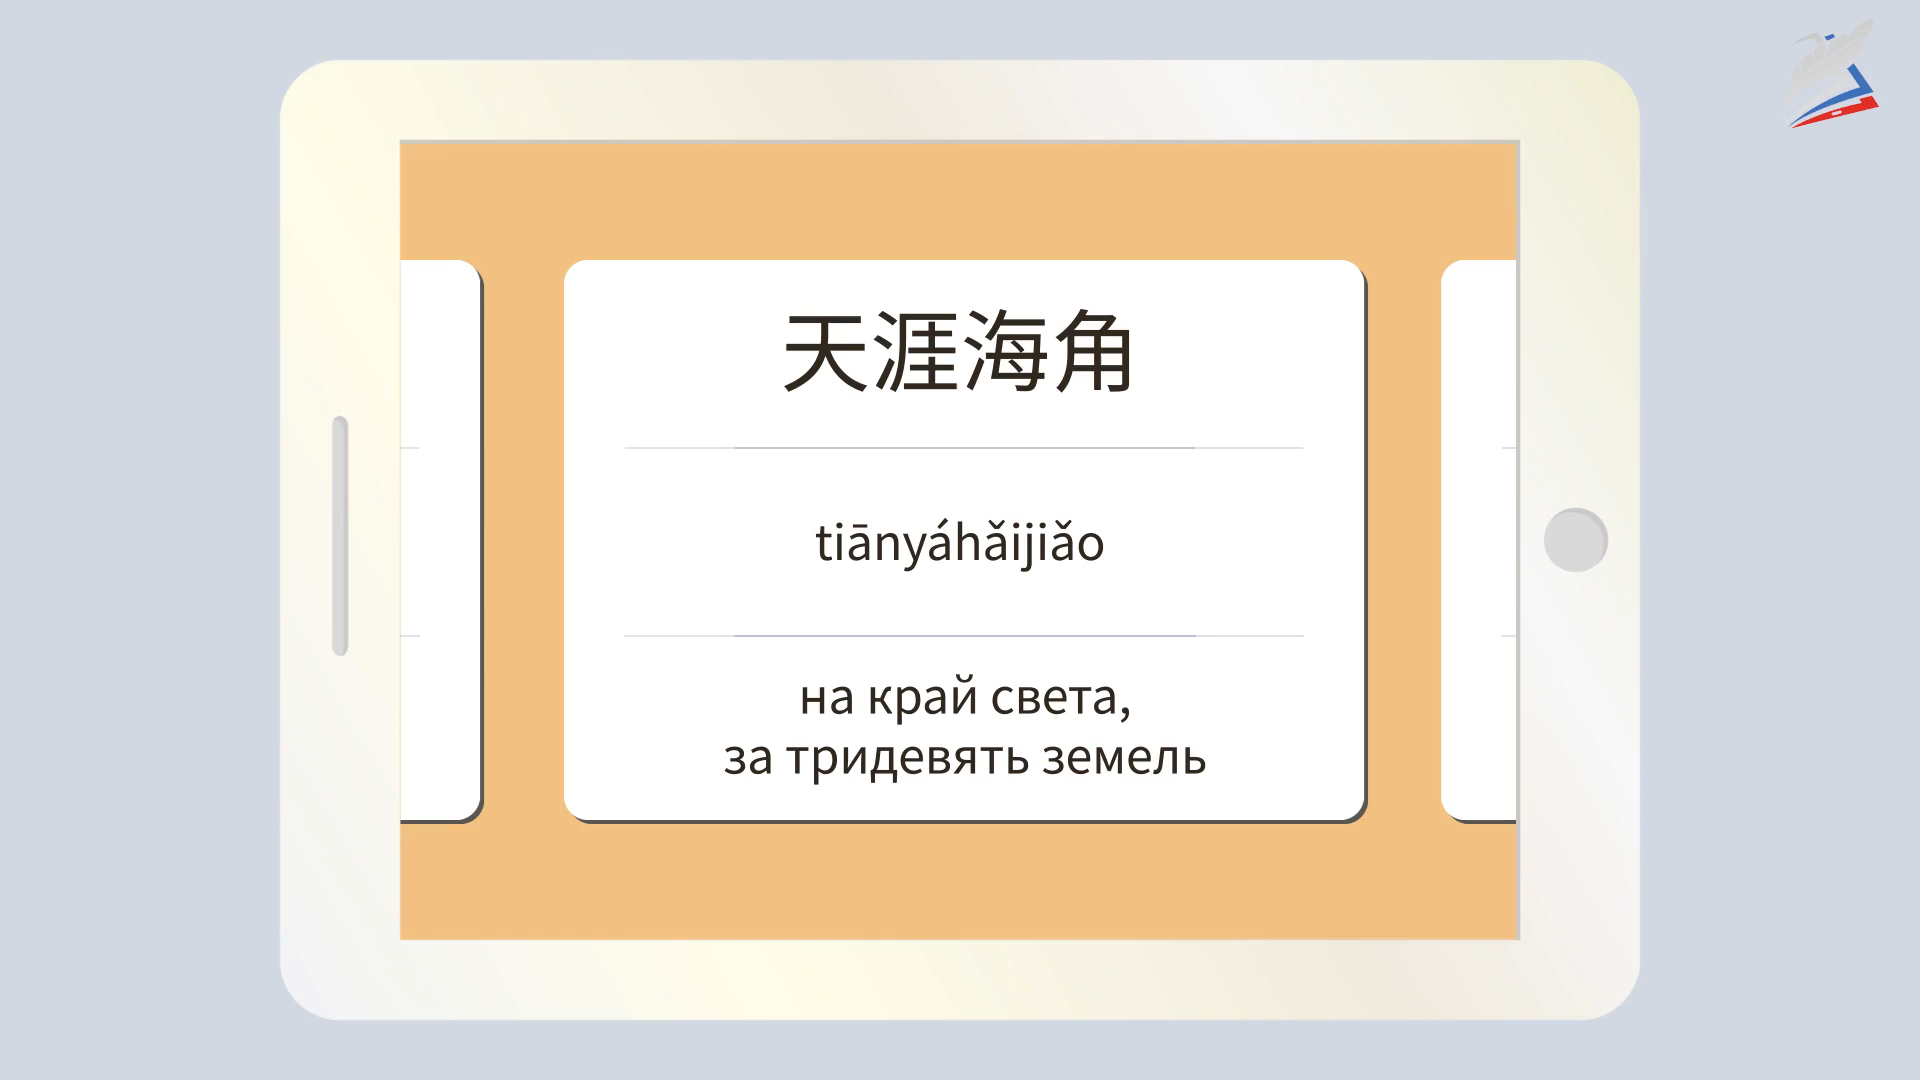 天涯海角
tiānyáhǎijiǎo
на край света,
за тридевять земель